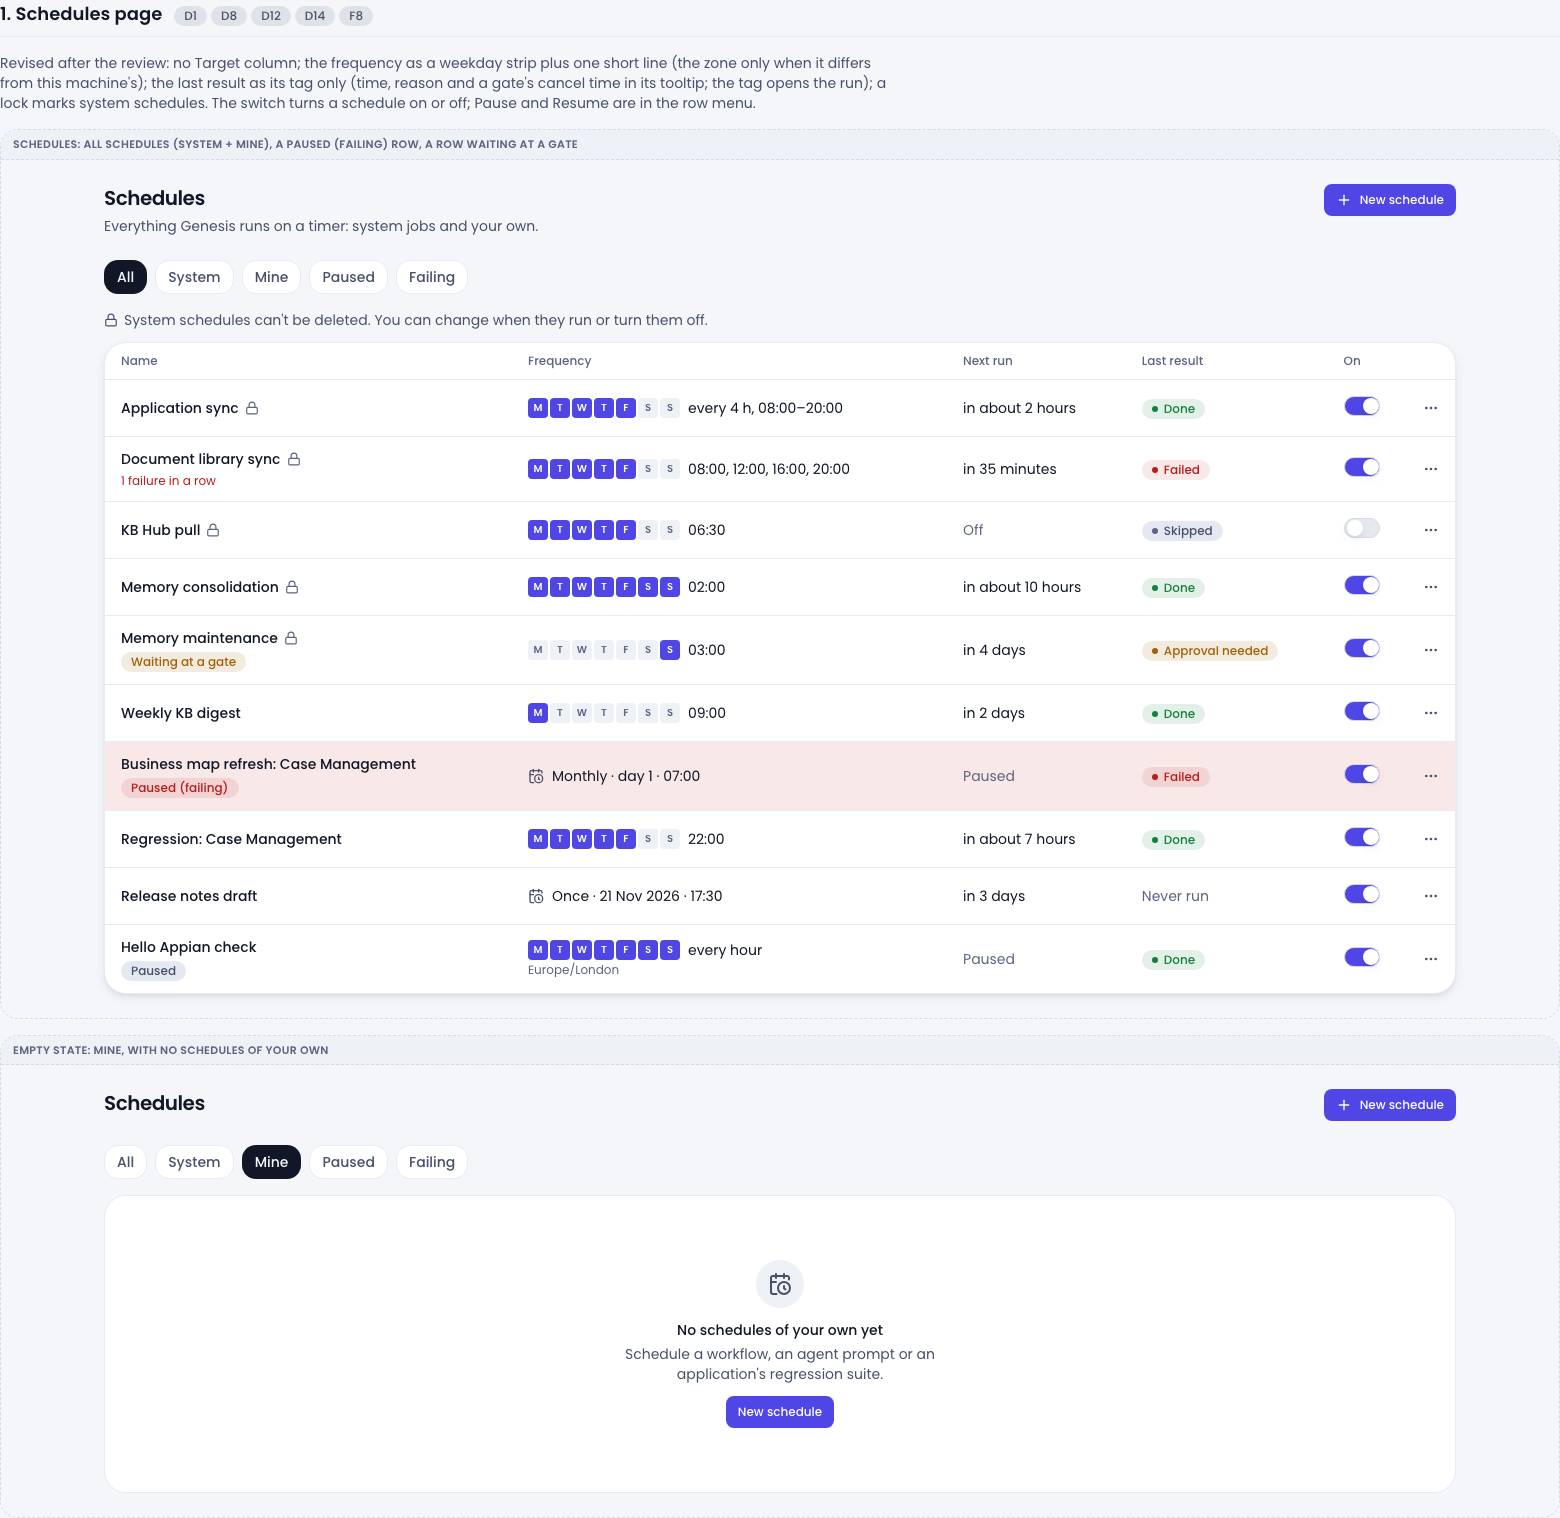 1. Schedules page D1 D8 D12 D14 F8
Revised after the review: no Target column; the frequency as a weekday strip plus one short line (the zone only when it differs
from this machine's); the last result as its tag only (time, reason and a gate's cancel time in its tooltip; the tag opens the run); a
lock marks system schedules. The switch turns a schedule on or off; Pause and Resume are in the row menu.
SCHEDULES: ALL SCHEDULES (SYSTEM + MINE), A PAUSED (FAILING) ROW, A ROW WAITING AT A GATE
Schedules
New schedule
Everything Genesis runs on a timer: system jobs and your own.
All System Mine Paused Failing
System schedules can't be deleted. You can change when they run or turn them off.
Name Frequency Next run Last result On
Application sync M T W T F S S every 4 h, 08:00–20:00 in about 2 hours Done
Document library sync M T W T F S S 08:00, 12:00, 16:00, 20:00 in 35 minutes Failed
1 failure in a row
KB Hub pull M T W T F S S 06:30 Off Skipped
Memory consolidation M T W T F S S 02:00 in about 10 hours Done
Memory maintenance M T W T F S S 03:00 in 4 days Approval needed
Waiting at a gate
Weekly KB digest M T W T F S S 09:00 in 2 days Done
Business map refresh: Case Management Monthly · day 1 · 07:00 Paused Failed
Paused (failing)
Regression: Case Management M T W T F S S 22:00 in about 7 hours Done
Release notes draft Once · 21 Nov 2026 · 17:30 in 3 days Never run
Hello Appian check M T W T F S S every hour Paused Done
Paused Europe/London
EMPTY STATE: MINE, WITH NO SCHEDULES OF YOUR OWN
Schedules
New schedule
All System Mine Paused Failing
No schedules of your own yet
Schedule a workflow, an agent prompt or an
application's regression suite.
New schedule